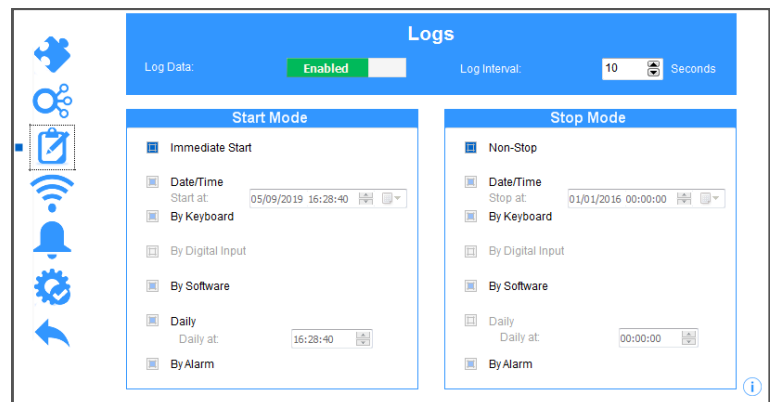 Logs
Log Data: Enabled Log Interval: 10 Seconds
Start Mode
Immediate Start
Date/Time
Start at: 05/09/2019 16:28:40
By Keyboard
By Digital Input
By Software
Daily
Daily at: 16:28:40
By Alarm
Stop Mode
Non-Stop
Date/Time
Stop at: 01/01/2016 00:00:00
By Keyboard
By Digital Input
By Software
Daily
Daily at: 00:00:00
By Alarm
i